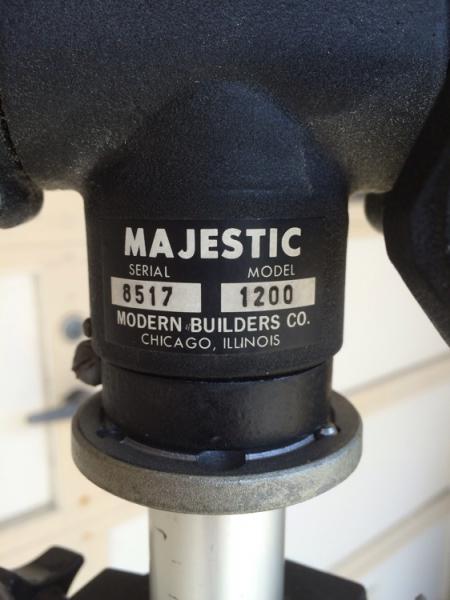 MAJESTIC
SERIAL MODEL
8517 1200
MODERN BUILDERS CO.
CHICAGO, ILLINOIS